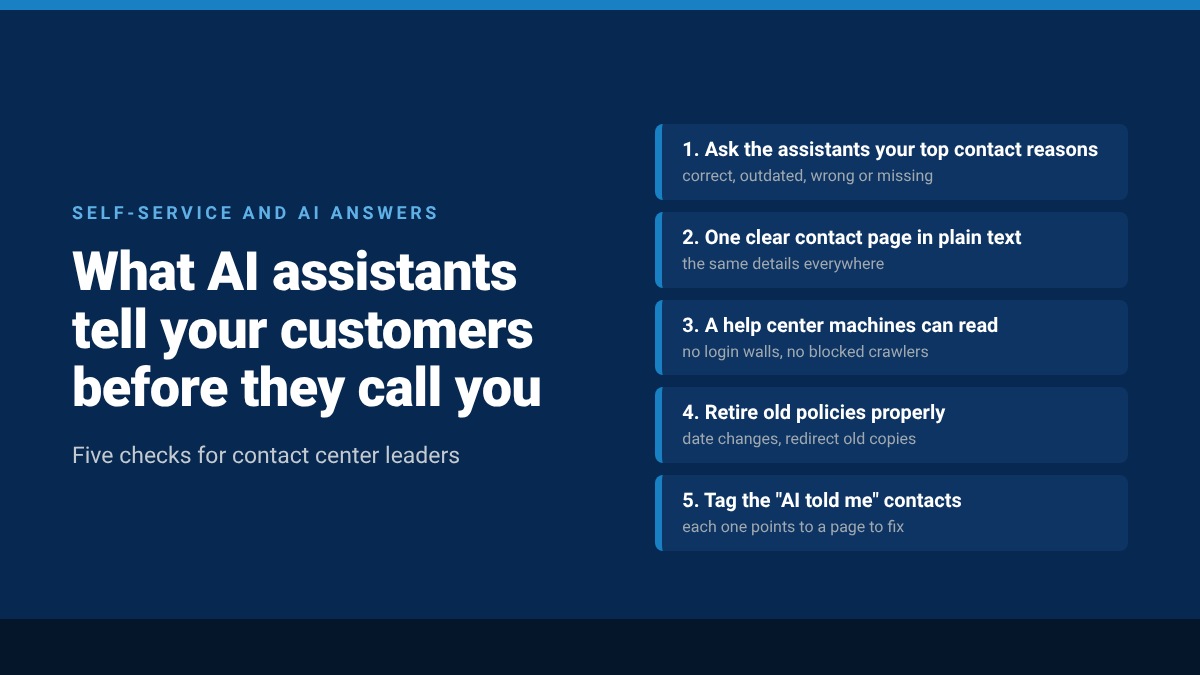 SELF-SERVICE AND AI ANSWERS
What AI assistants
tell your customers
before they call you
Five checks for contact center leaders
1. Ask the assistants your top contact reasons
correct, outdated, wrong or missing
2. One clear contact page in plain text
the same details everywhere
3. A help center machines can read
no login walls, no blocked crawlers
4. Retire old policies properly
date changes, redirect old copies
5. Tag the "AI told me" contacts
each one points to a page to fix